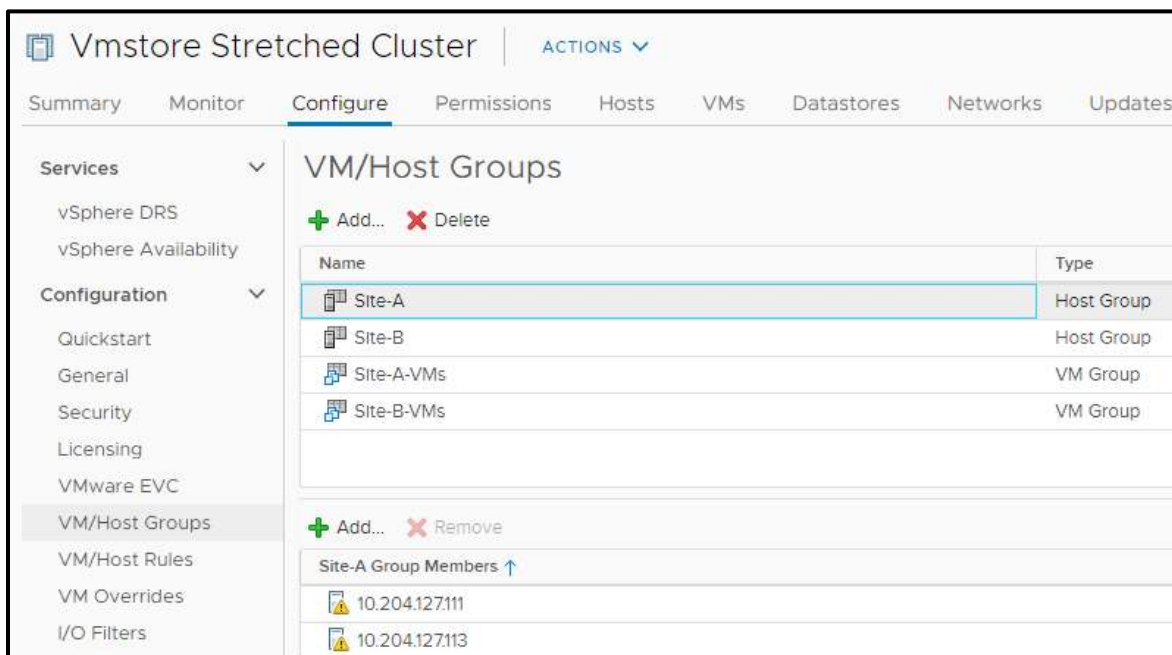 Vmstore Stretched Cluster ACTIONS
Summary Monitor Configure Permissions Hosts VMs Datastores Networks Updates
Services
vSphere DRS
vSphere Availability
Configuration
Quickstart
General
Security
Licensing
VMware EVC
VM/Host Groups
VM/Host Rules
VM Overrides
I/O Filters
VM/Host Groups
Add... Delete
Name Type
Site-A Host Group
Site-B Host Group
Site-A-VMs VM Group
Site-B-VMs VM Group
Add... Remove
Site-A Group Members
10.204.127.111
10.204.127.113